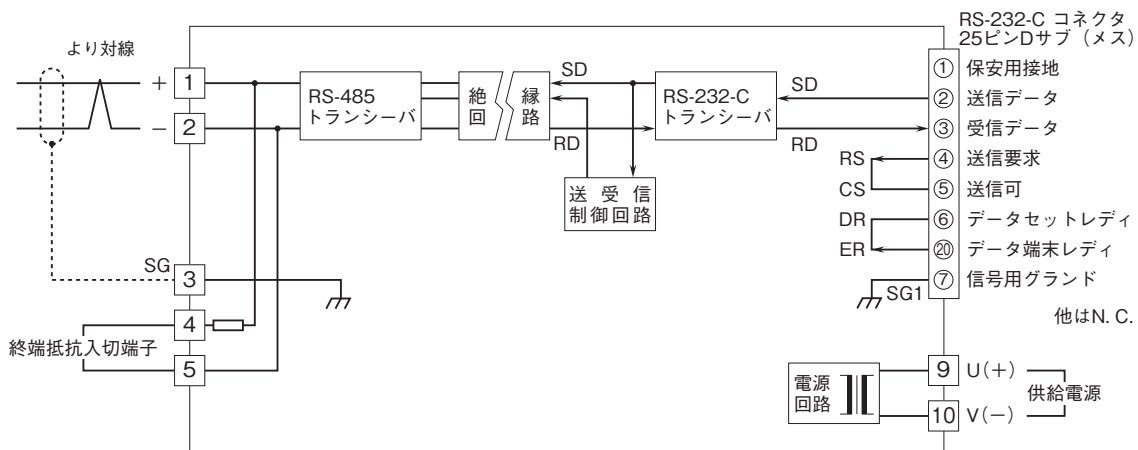 RS-232-C コネクタ
25ピンDサブ（メス）
より対線
＋
1
－
2
RS-485
トランシーバ
絶
回
縁
路
SD
RD
RS-232-C
トランシーバ
SD
RD
送 受 信
制御回路
① 保安用接地
② 送信データ
③ 受信データ
RS ④ 送信要求
CS ⑤ 送信可
DR ⑥ データセットレディ
ER ⑳ データ端末レディ
SG1 ⑦ 信号用グランド
他はN. C.
SG
3
4
終端抵抗入切端子
5
電源
回路
9 U(＋)
供給電源
10 V(－)